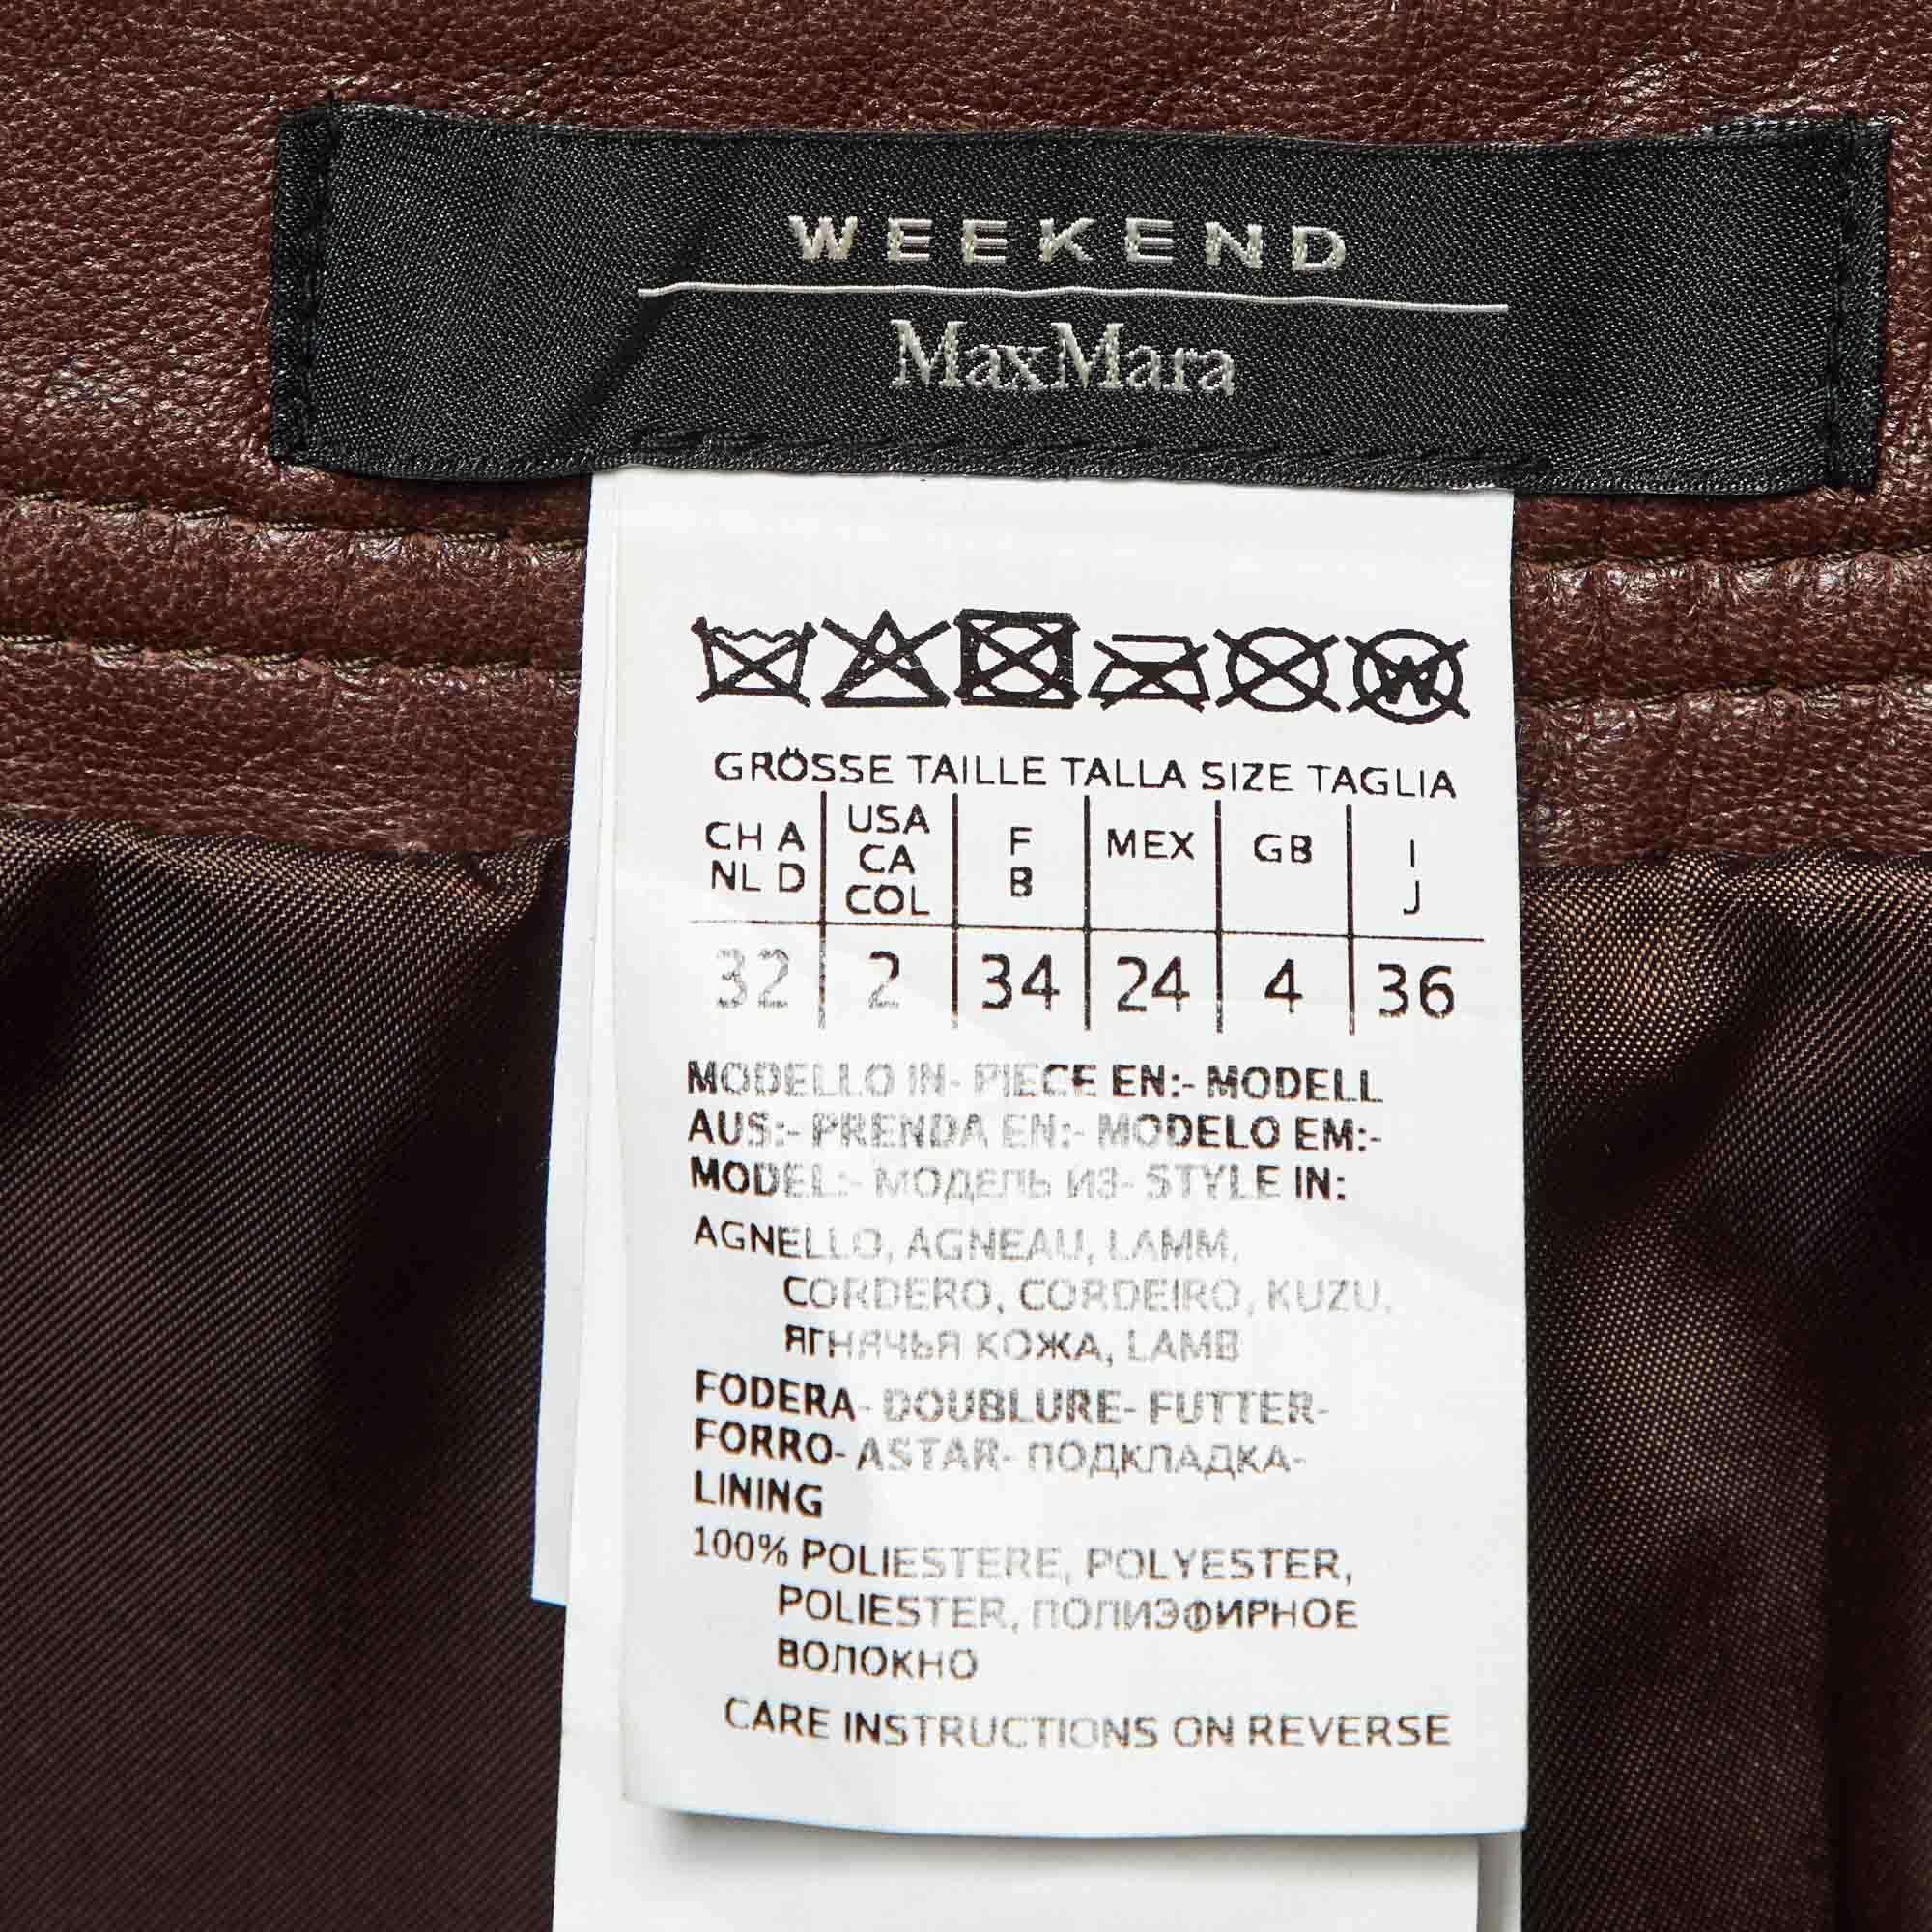 WEEKEND
MaxMara
GRÖSSE TAILLE TALLA SIZE TAGLIA
CH A NL D USA CA COL F B MEX GB I J
32 2 34 24 4 36
MODELLO IN- PIECE EN:- MODELL
AUS:- PRENDA EN:- MODELO EM:-
MODEL:- МОДЕЛЬ ИЗ- STYLE IN:
AGNELLO, AGNEAU, LAMM,
CORDERO, CORDEIRO, KUZU,
ЯГНЯЧЬЯ КОЖА, LAMB
FODERA- DOUBLURE- FUTTER-
FORRO- ASTAR- ПОДКЛАДКА-
LINING
100% POLIESTERE, POLYESTER,
POLIESTER, ПОЛИЭФИРНОЕ
ВОЛОКНО
CARE INSTRUCTIONS ON REVERSE